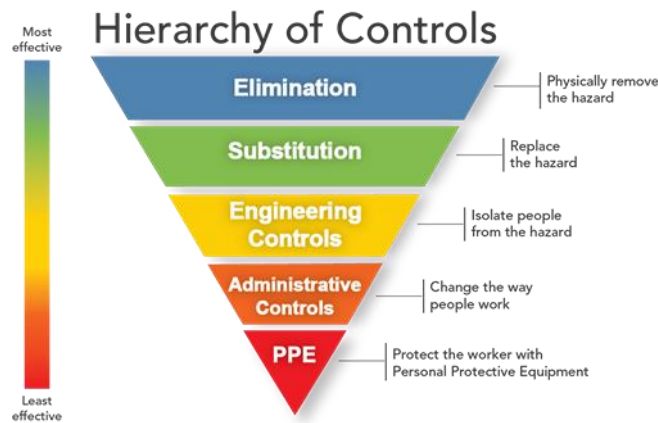 Hierarchy of Controls
Most
effective
Elimination
Physically remove
the hazard
Substitution
Replace
the hazard
Engineering
Controls
Isolate people
from the hazard
Administrative
Controls
Change the way
people work
PPE
Protect the worker with
Personal Protective Equipment
Least
effective